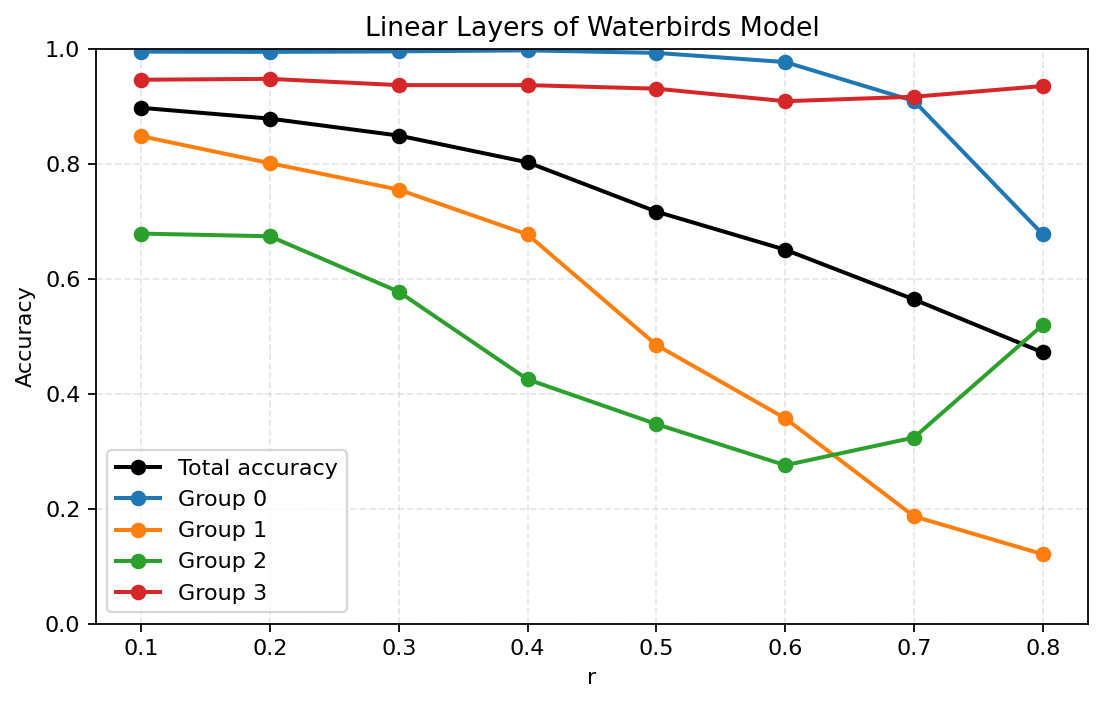 Linear Layers of Waterbirds Model
1.0
0.8
0.6
0.4
0.2
0.0
Accuracy
Total accuracy
Group 0
Group 1
Group 2
Group 3
0.1 0.2 0.3 0.4 0.5 0.6 0.7 0.8
r